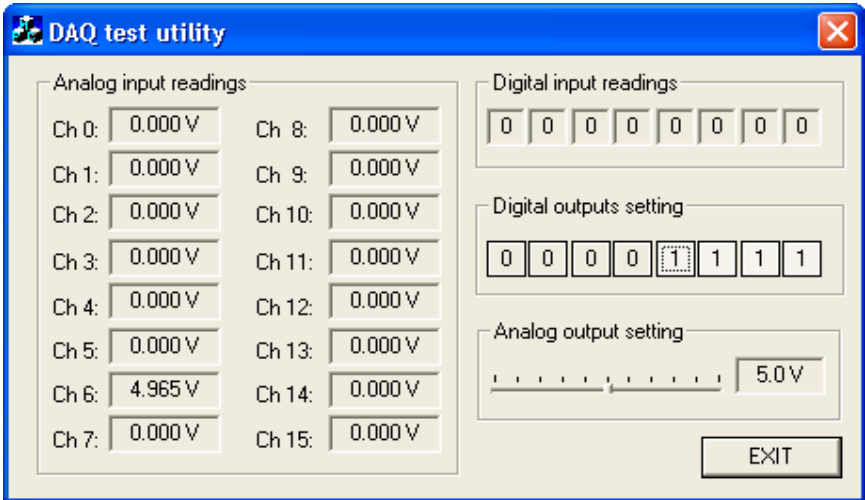 DAQ test utility
Analog input readings
Ch 0: 0.000 V Ch 8: 0.000 V
Ch 1: 0.000 V Ch 9: 0.000 V
Ch 2: 0.000 V Ch 10: 0.000 V
Ch 3: 0.000 V Ch 11: 0.000 V
Ch 4: 0.000 V Ch 12: 0.000 V
Ch 5: 0.000 V Ch 13: 0.000 V
Ch 6: 4.965 V Ch 14: 0.000 V
Ch 7: 0.000 V Ch 15: 0.000 V
Digital input readings
0 0 0 0 0 0 0 0
Digital outputs setting
0 0 0 0 1 1 1 1
Analog output setting
5.0 V
EXIT